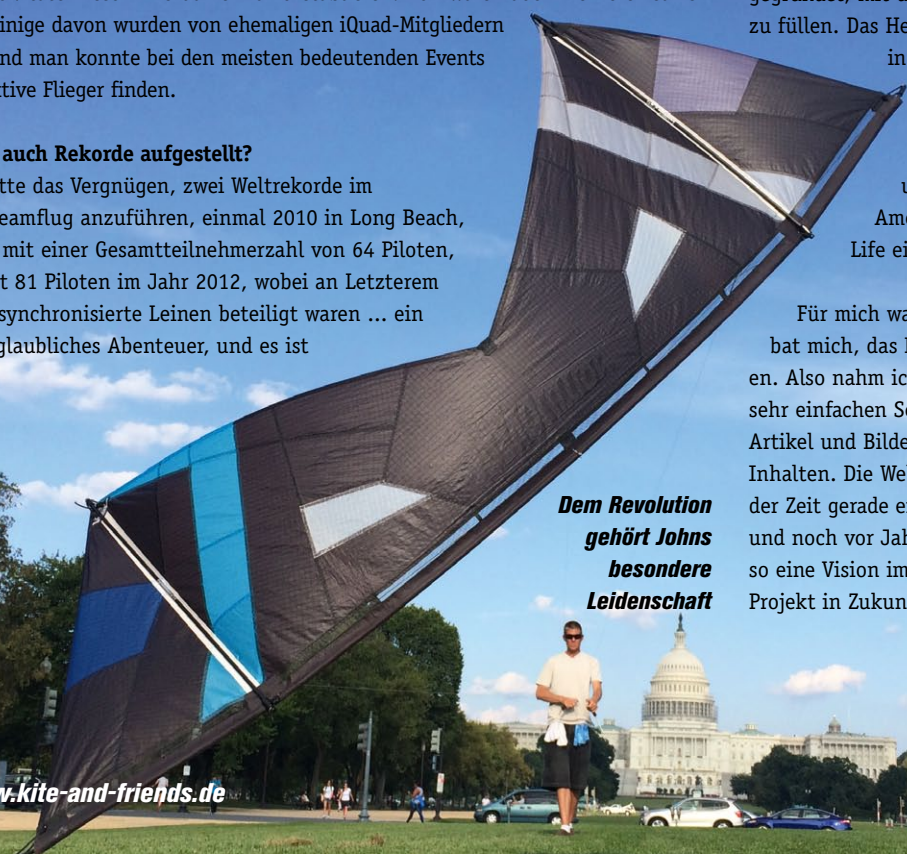 inige davon wurden von ehemaligen iQuad-Mitgliedern
nd man konnte bei den meisten bedeutenden Events
ktive Flieger finden.
auch Rekorde aufgestellt?
tte das Vergnügen, zwei Weltrekorde im
eamflug anzuführen, einmal 2010 in Long Beach,
mit einer Gesamtteilnehmerzahl von 64 Piloten,
t 81 Piloten im Jahr 2012, wobei an Letzterem
synchronisierte Leinen beteiligt waren ... ein
glaubliches Abenteuer, und es ist
Dem Revolution
gehört Johns
besondere
Leidenschaft
w.kite-and-friends.de
zu füllen. Das He
in
u
Ame
Life ei
Für mich wa
bat mich, das
en. Also nahm ic
sehr einfachen S
Artikel und Bilde
Inhalten. Die We
der Zeit gerade e
und noch vor Jah
so eine Vision im
Projekt in Zukun